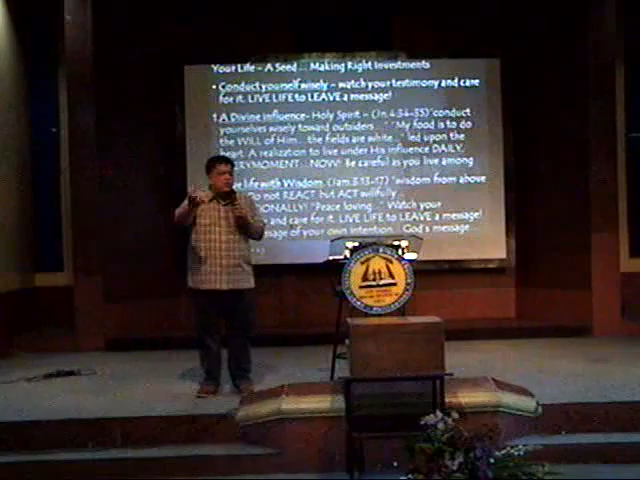 Your Life – A Seed... Making Right Investments
• Conduct yourself wisely – watch your testimony and care
for it. LIVE LIFE to LEAVE a message!
1. A Divine influence- Holy Spirit – (Jn.4:34-35) "conduct
yourselves wisely toward outsiders... "My food is to do
the WILL of Him... the fields are white..." led upon the
heart. A realization to live under His influence DAILY,
MOMENT... NOW! Be careful as you live among
life with Wisdom. (Jam.3:13-17) "wisdom from above
Do not REACT, but ACT willfully,
"Peace loving..." Watch your
and care for it. LIVE LIFE to LEAVE a message!
of your own intention... God's message...